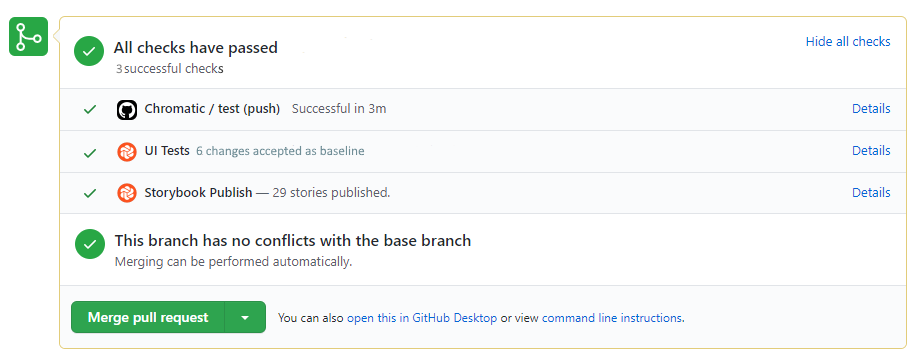 All checks have passed
Hide all checks
3 successful checks
Chromatic / test (push) Successful in 3m Details
UI Tests 6 changes accepted as baseline Details
Storybook Publish — 29 stories published. Details
This branch has no conflicts with the base branch
Merging can be performed automatically.
Merge pull request You can also open this in GitHub Desktop or view command line instructions.